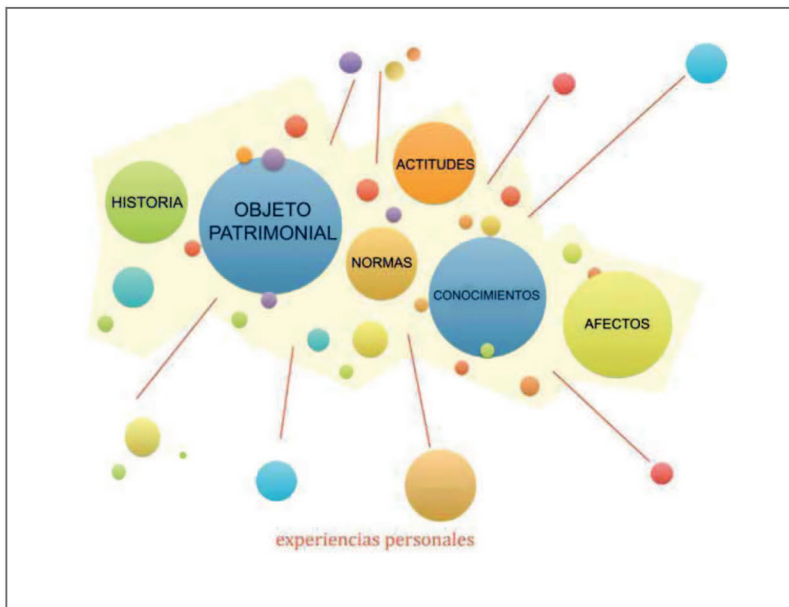 ACTITUDES
HISTORIA
OBJETO
PATRIMONIAL
NORMAS
CONOCIMIENTOS
AFECTOS
experiencias personales